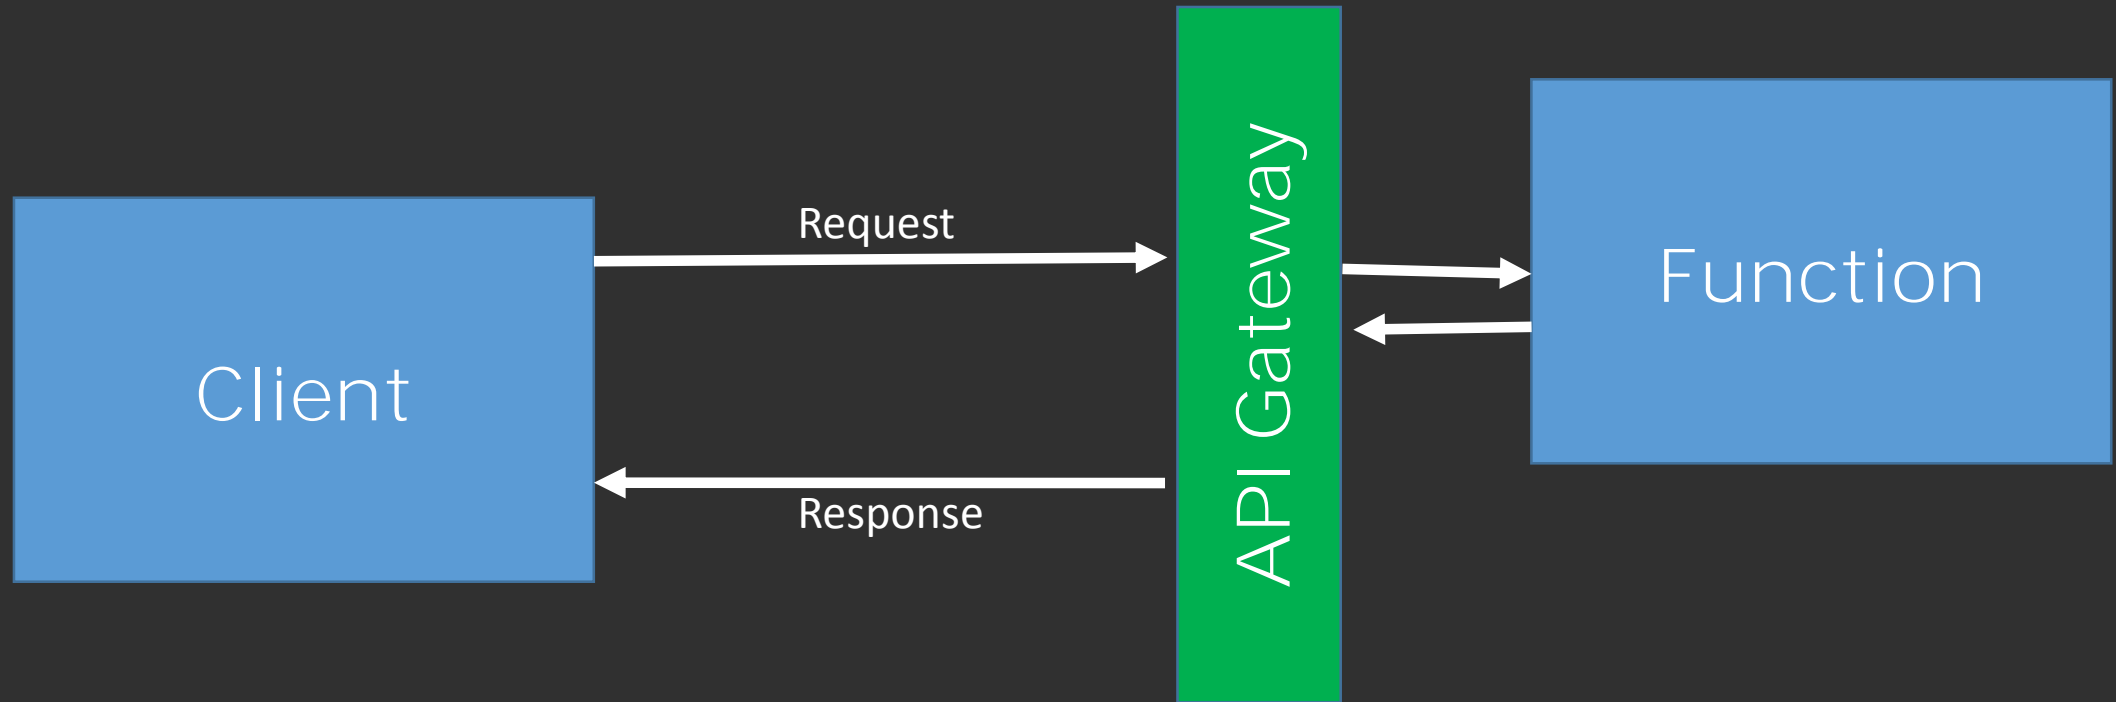 Client
Request
Response
API Gateway
Function